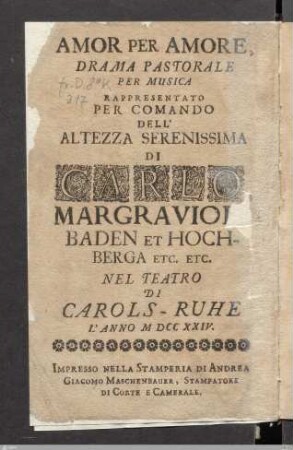 AMOR PER AMORE,
DRAMA PASTORALE
PER MUSICA
RAPPRESENTATO
PER COMANDO
DELL'
ALTEZZA SERENISSIMA
DI
CARLO
MARGRAVIO DI
BADEN ET HOCH-
BERGA ETC. ETC.
NEL TEATRO
DI
CAROLS-RUHE
L'ANNO M DCC XXIV.
IMPRESSO NELLA STAMPERIA DI ANDREA
GIACOMO MASCHENBAUER, STAMPATORE
DI CORTE E CAMERALE.